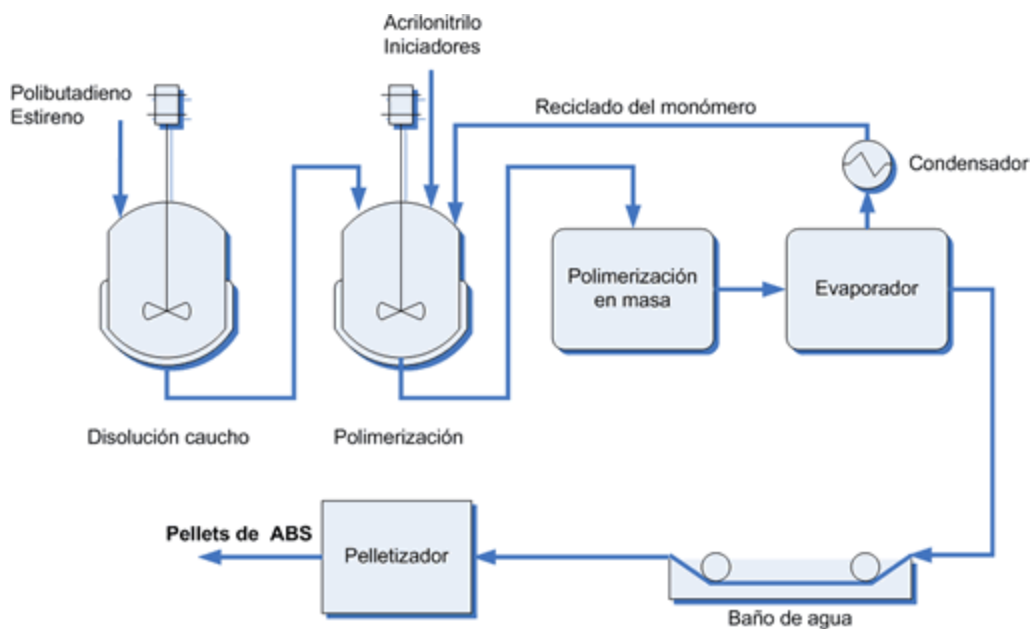 Acrilonitrilo
Iniciadores
Polibutadieno
Estireno
Reciclado del monómero
Condensador
Polimerización
en masa
Evaporador
Disolución caucho
Polimerización
Pellets de ABS
Pelletizador
Baño de agua